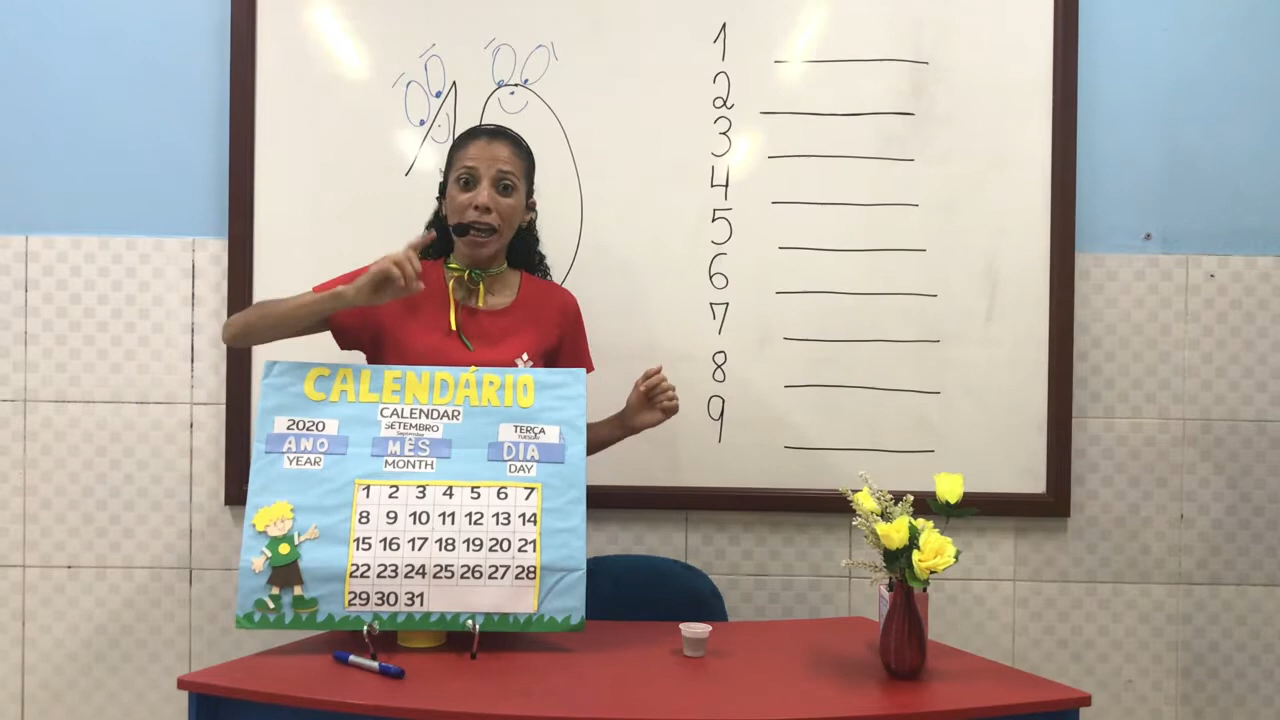 CALENDÁRIO
CALENDAR
2020
ANO
YEAR
SETEMBRO
September
MÊS
MONTH
TERÇA
TUESDAY
DIA
DAY
1 2 3 4 5 6 7
8 9 10 11 12 13 14
15 16 17 18 19 20 21
22 23 24 25 26 27 28
29 30 31
1
2
3
4
5
6
7
8
9